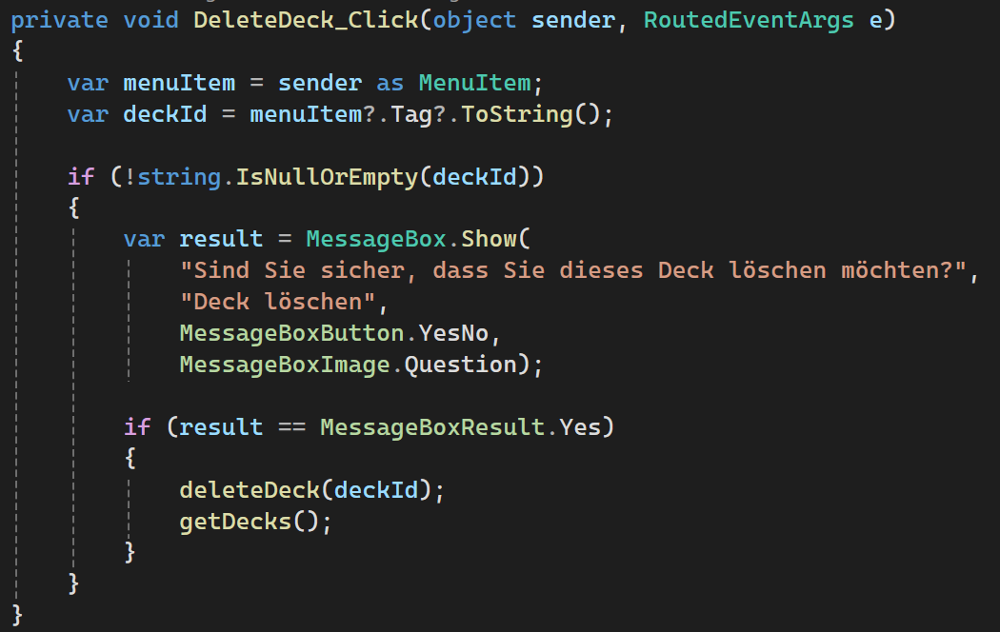 private void DeleteDeck_Click(object sender, RoutedEventArgs e)
{
    var menuItem = sender as MenuItem;
    var deckId = menuItem?.Tag?.ToString();

    if (!string.IsNullOrEmpty(deckId))
    {
        var result = MessageBox.Show(
            "Sind Sie sicher, dass Sie dieses Deck löschen möchten?",
            "Deck löschen",
            MessageBoxButton.YesNo,
            MessageBoxImage.Question);

        if (result == MessageBoxResult.Yes)
        {
            deleteDeck(deckId);
            getDecks();
        }
    }
}